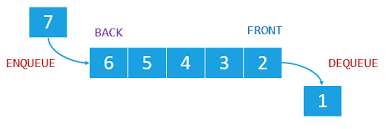 7
BACK
FRONT
ENQUEUE
6 5 4 3 2
DEQUEUE
1